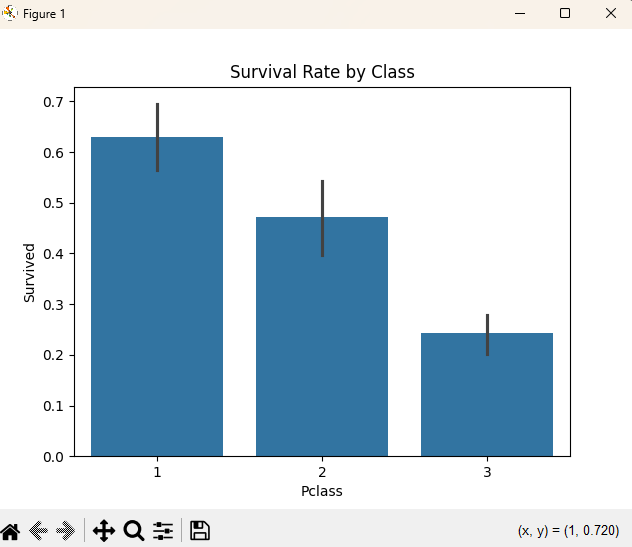 Figure 1
Survival Rate by Class
0.7
0.6
0.5
0.4
0.3
0.2
0.1
0.0
Survived
1 2 3
Pclass
(x, y) = (1, 0.720)